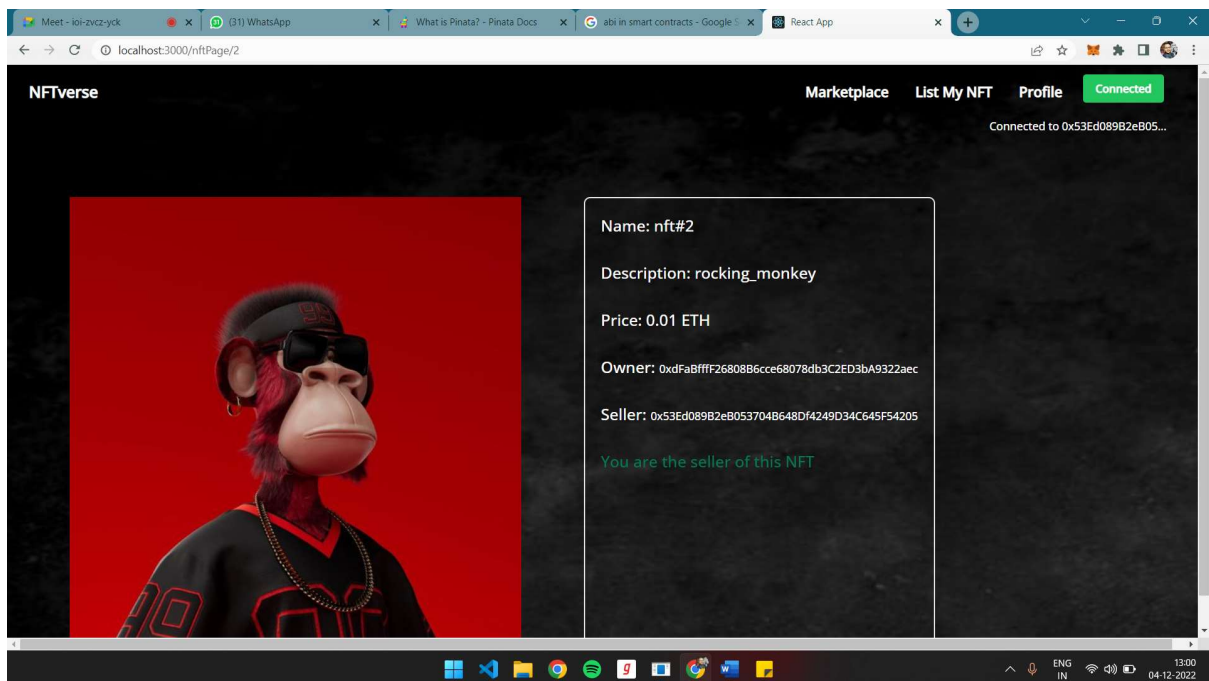 Meet - ioi-zvcz-yck
(31) WhatsApp
What is Pinata? - Pinata Docs
abi in smart contracts - Google S
React App
localhost:3000/nftPage/2
NFTverse
Marketplace
List My NFT
Profile
Connected
Connected to 0x53Ed089B2eB05...
Name: nft#2
Description: rocking_monkey
Price: 0.01 ETH
Owner: 0xdFaBfffF26808B6cce68078db3C2ED3bA9322aec
Seller: 0x53Ed089B2eB053704B648Df4249D34C645F54205
You are the seller of this NFT
99
99
ENG
IN
13:00
04-12-2022